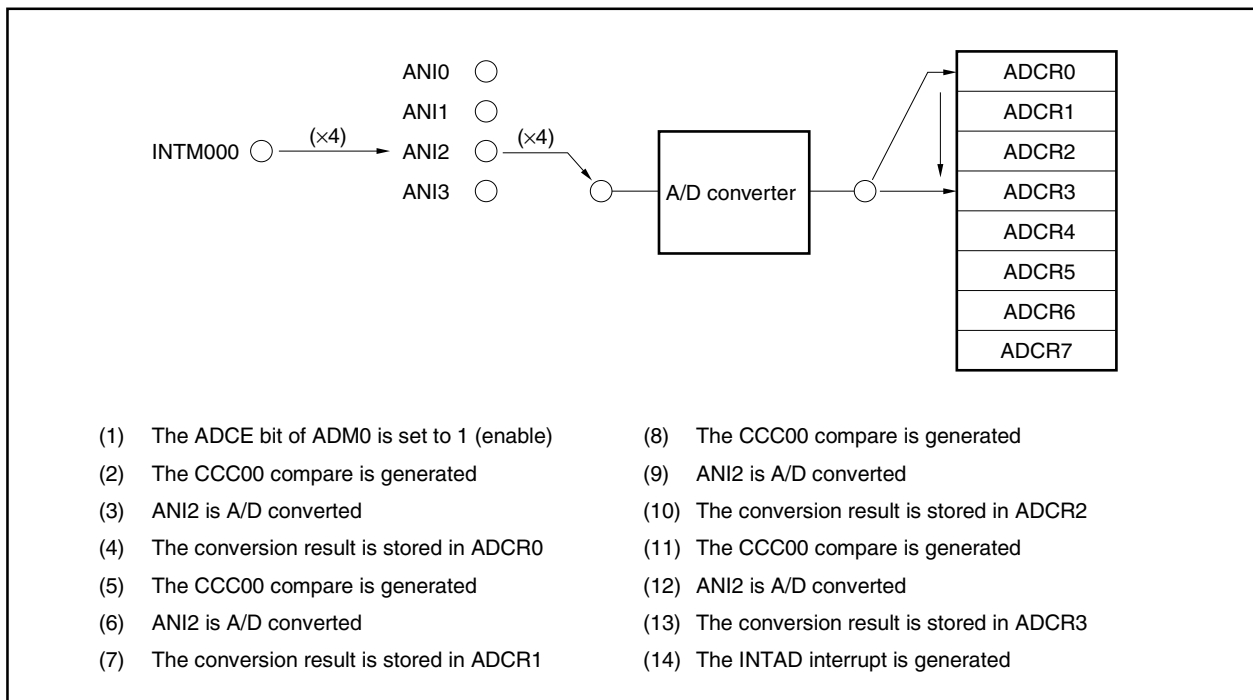 ANI0
ANI1
INTM000 (×4) ANI2 (×4)
ANI3
A/D converter
ADCR0
ADCR1
ADCR2
ADCR3
ADCR4
ADCR5
ADCR6
ADCR7
(1) The ADCE bit of ADM0 is set to 1 (enable)
(2) The CCC00 compare is generated
(3) ANI2 is A/D converted
(4) The conversion result is stored in ADCR0
(5) The CCC00 compare is generated
(6) ANI2 is A/D converted
(7) The conversion result is stored in ADCR1
(8) The CCC00 compare is generated
(9) ANI2 is A/D converted
(10) The conversion result is stored in ADCR2
(11) The CCC00 compare is generated
(12) ANI2 is A/D converted
(13) The conversion result is stored in ADCR3
(14) The INTAD interrupt is generated